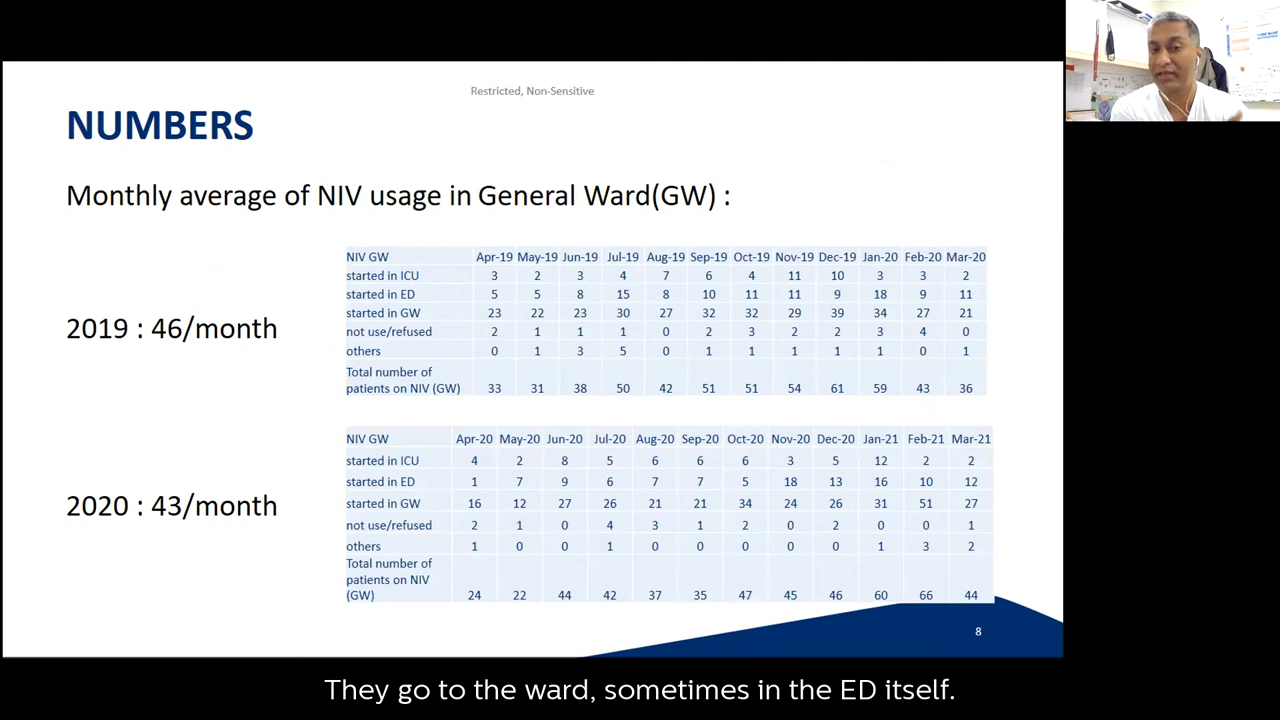 Restricted, Non-Sensitive
NUMBERS
Monthly average of NIV usage in General Ward(GW) :
NIV GW Apr-19 May-19 Jun-19 Jul-19 Aug-19 Sep-19 Oct-19 Nov-19 Dec-19 Jan-20 Feb-20 Mar-20
started in ICU 3 2 3 4 7 6 4 11 10 3 3 2
started in ED 5 5 8 15 8 10 11 11 9 18 9 11
started in GW 23 22 23 30 27 32 32 29 39 34 27 21
not use/refused 2 1 1 1 0 2 3 2 2 3 4 0
others 0 1 3 5 0 1 1 1 1 1 0 1
Total number of
patients on NIV (GW) 33 31 38 50 42 51 51 54 61 59 43 36
2019 : 46/month
NIV GW Apr-20 May-20 Jun-20 Jul-20 Aug-20 Sep-20 Oct-20 Nov-20 Dec-20 Jan-21 Feb-21 Mar-21
started in ICU 4 2 8 5 6 6 6 3 5 12 2 2
started in ED 1 7 9 6 7 7 5 18 13 16 10 12
started in GW 16 12 27 26 21 21 34 24 26 31 51 27
not use/refused 2 1 0 4 3 1 2 0 2 0 0 1
others 1 0 0 1 0 0 0 0 0 1 3 2
Total number of
patients on NIV
(GW) 24 22 44 42 37 35 47 45 46 60 66 44
2020 : 43/month
8
They go to the ward, sometimes in the ED itself.